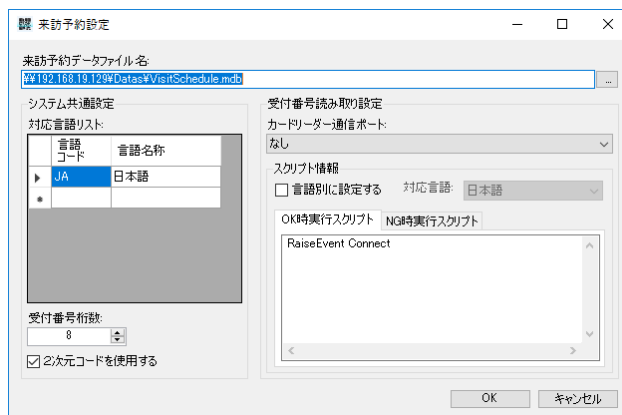 来訪予約設定
来訪予約データファイル名:
¥¥192.168.19.129¥Datas¥VisitSchedule.mdb
...
システム共通設定
対応言語リスト:
言語
コード
言語名称
JA
日本語
受付番号桁数:
8
2次元コードを使用する
受付番号読み取り設定
カードリーダー通信ポート:
なし
スクリプト情報
言語別に設定する
対応言語:
日本語
OK時実行スクリプト
NG時実行スクリプト
RaiseEvent Connect
OK
キャンセル